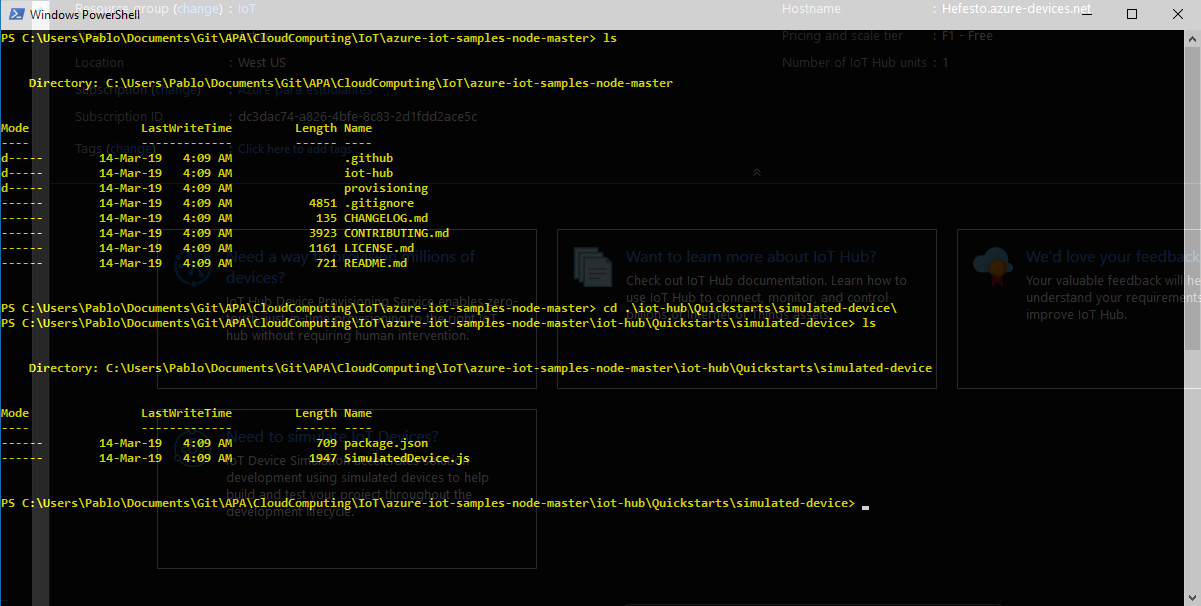 Windows PowerShell
Resource group (change) : IoT
Hostname : Hefesto.azure-devices.net
PS C:\Users\Pablo\Documents\Git\APA\CloudComputing\IoT\azure-iot-samples-node-master> ls
Pricing and scale tier : F1 - Free
Location : West US
Number of IoT Hub units : 1
Directory: C:\Users\Pablo\Documents\Git\APA\CloudComputing\IoT\azure-iot-samples-node-master
Subscription (change) : Azure para estudiantes
Subscription ID : dc3dac74-a826-4bfe-8c83-2d1fdd2ace5c
Mode LastWriteTime Length Name
---- ------------- ------ ----
Tags (change) : Click here to add tags
d----- 14-Mar-19 4:09 AM .github
d----- 14-Mar-19 4:09 AM iot-hub
d----- 14-Mar-19 4:09 AM provisioning
------ 14-Mar-19 4:09 AM 4851 .gitignore
------ 14-Mar-19 4:09 AM 135 CHANGELOG.md
------ 14-Mar-19 4:09 AM 3923 CONTRIBUTING.md
------ 14-Mar-19 4:09 AM 1161 LICENSE.md
------ 14-Mar-19 4:09 AM 721 README.md
Need a way to millions of
devices?
IoT Hub Device Provisioning Service enables zero-
hub without requiring human intervention.
Want to learn more about IoT Hub?
Check out IoT Hub documentation. Learn how to
use IoT Hub to connect, monitor, and control
We'd love your feedback
Your valuable feedback will he
understand your requirements
improve IoT Hub.
PS C:\Users\Pablo\Documents\Git\APA\CloudComputing\IoT\azure-iot-samples-node-master> cd .\iot-hub\Quickstarts\simulated-device\
PS C:\Users\Pablo\Documents\Git\APA\CloudComputing\IoT\azure-iot-samples-node-master\iot-hub\Quickstarts\simulated-device> ls
Directory: C:\Users\Pablo\Documents\Git\APA\CloudComputing\IoT\azure-iot-samples-node-master\iot-hub\Quickstarts\simulated-device
Mode LastWriteTime Length Name
---- ------------- ------ ----
------ 14-Mar-19 4:09 AM 709 package.json
------ 14-Mar-19 4:09 AM 1947 SimulatedDevice.js
Need to simulate IoT Devices?
IoT Device Simulation accelerates solution
development using simulated devices to help
build and test your project throughout the
development lifecycle.
PS C:\Users\Pablo\Documents\Git\APA\CloudComputing\IoT\azure-iot-samples-node-master\iot-hub\Quickstarts\simulated-device>